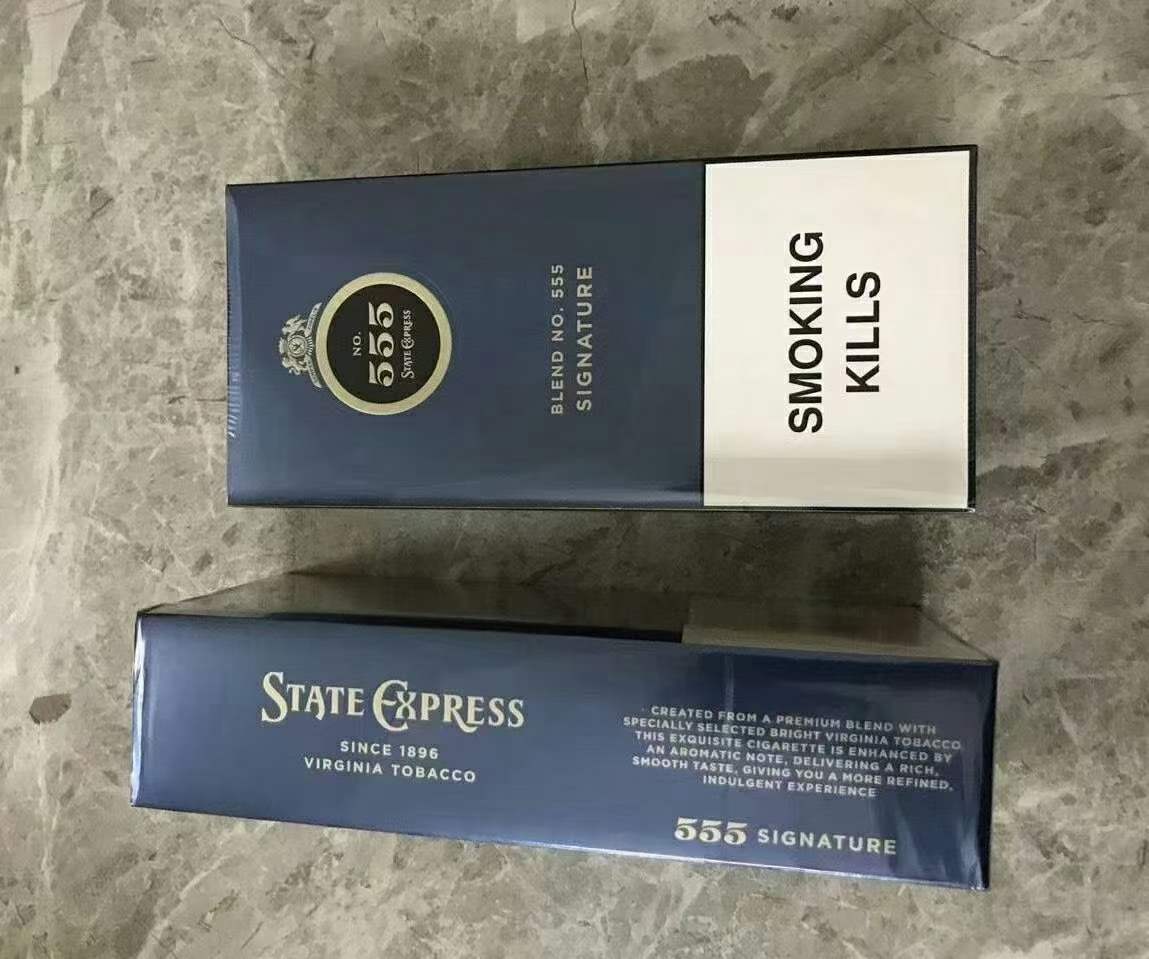 NO.
555
STATE EXPRESS
BLEND NO. 555
SIGNATURE
SMOKING
KILLS
STATE EXPRESS
SINCE 1896
VIRGINIA TOBACCO
CREATED FROM A PREMIUM BLEND WITH
SPECIALLY SELECTED BRIGHT VIRGINIA TOBACCO
THIS EXQUISITE CIGARETTE IS ENHANCED BY
AN AROMATIC NOTE, DELIVERING A RICH,
SMOOTH TASTE, GIVING YOU A MORE REFINED,
INDULGENT EXPERIENCE
555 SIGNATURE